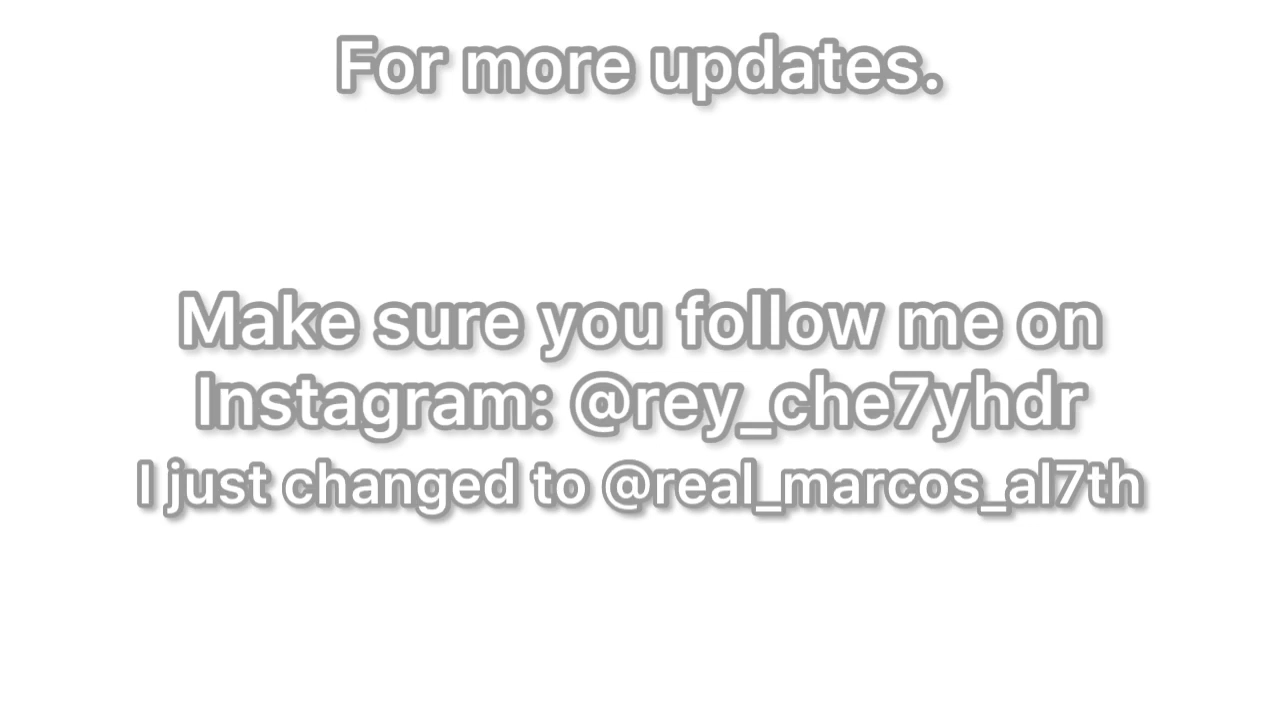 For more updates.
Make sure you follow me on
Instagram: @rey_che7yhdr
I just changed to @real_marcos_al7th